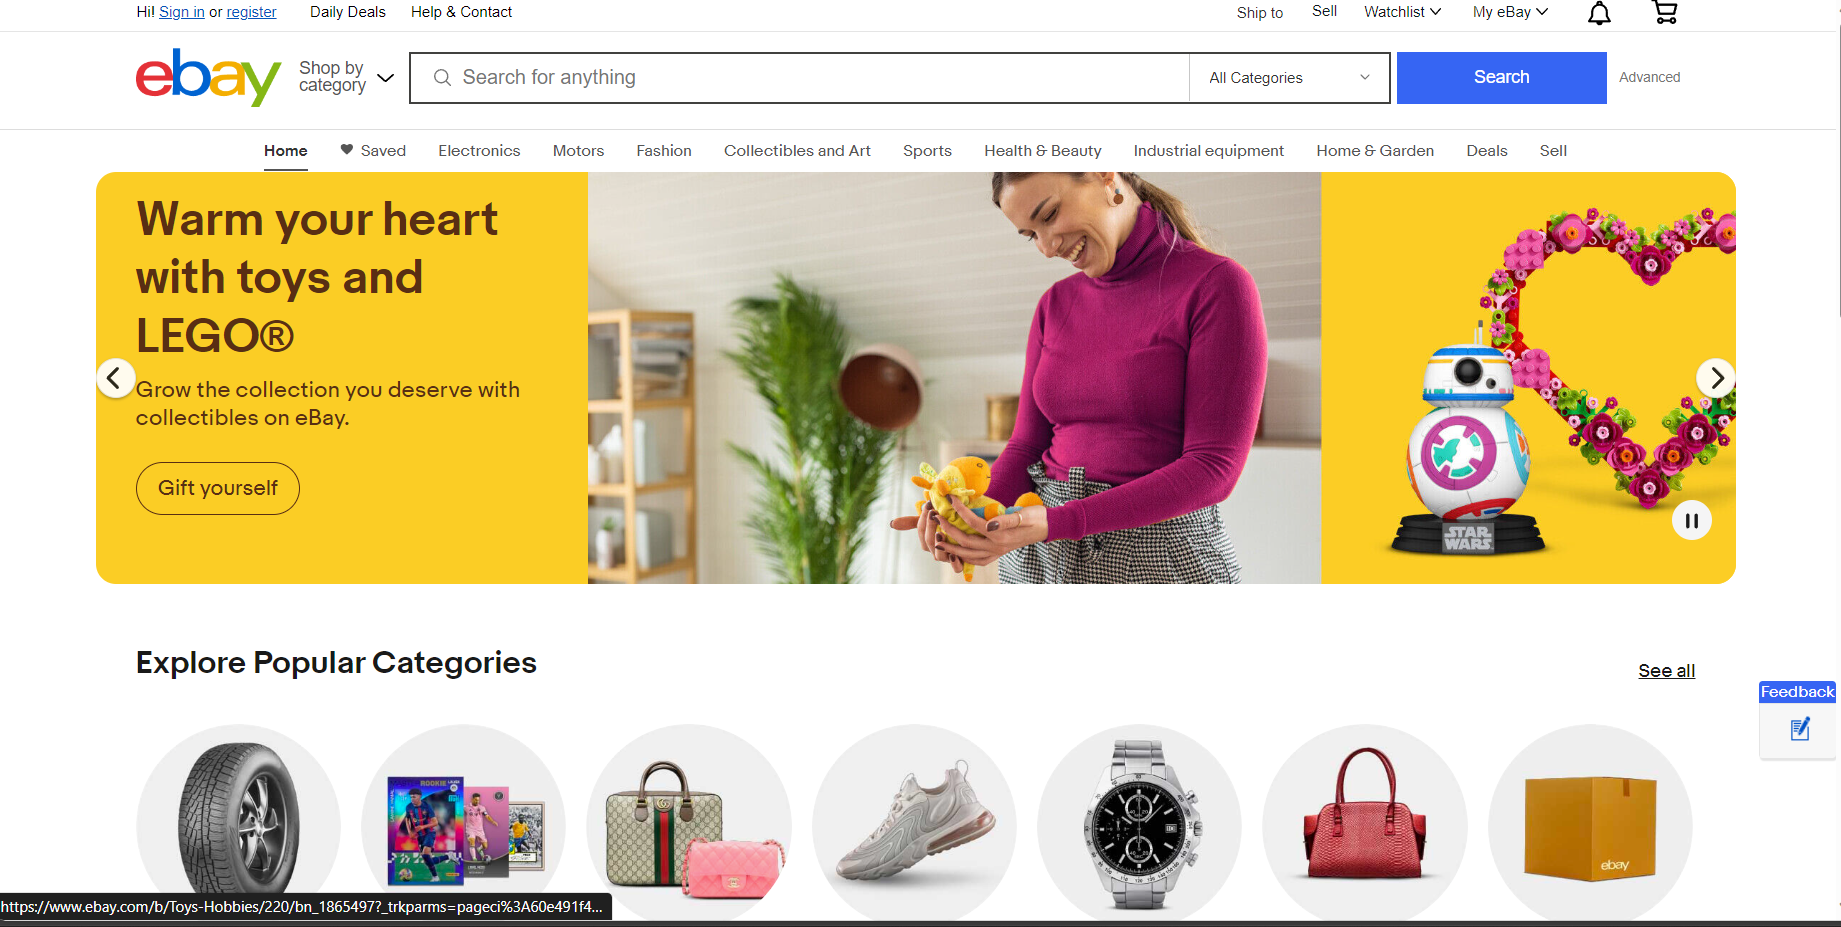 Hi! Sign in or register
Daily Deals
Help & Contact
Ship to
Sell
Watchlist
My eBay
ebay
Shop by
category
Search for anything
All Categories
Search
Advanced
Home
Saved
Electronics
Motors
Fashion
Collectibles and Art
Sports
Health & Beauty
Industrial equipment
Home & Garden
Deals
Sell
Warm your heart
with toys and
LEGO®
Grow the collection you deserve with
collectibles on eBay.
Gift yourself
STAR
WARS
Explore Popular Categories
See all
Feedback
ROOKIE
ebay
https://www.ebay.com/b/Toys-Hobbies/220/bn_1865497?_trkparms=pageci%3A60e491f4...